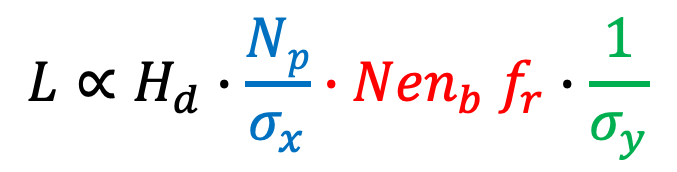 L ∝ H_d · N_p/σ_x · Nen_b f_r · 1/σ_y